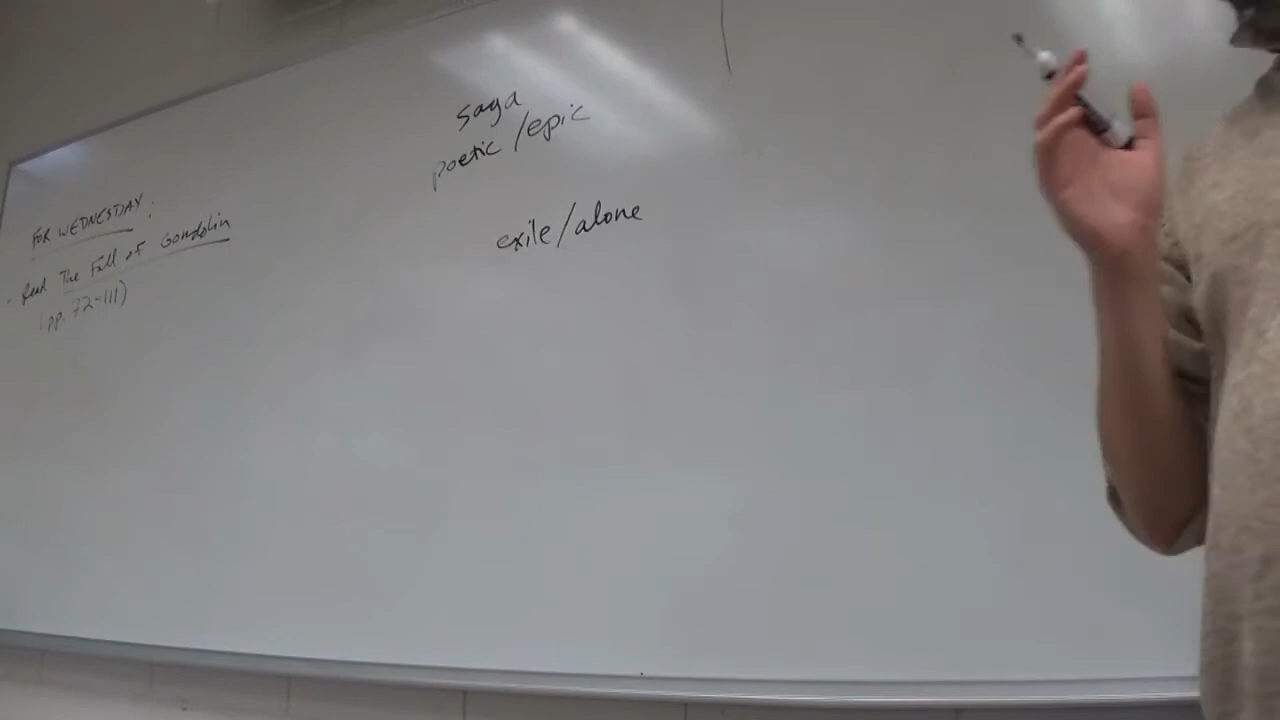 FOR WEDNESDAY:
· Read The Fall of Gondolin
(pp. 72-111)
saga
poetic/epic
exile/alone